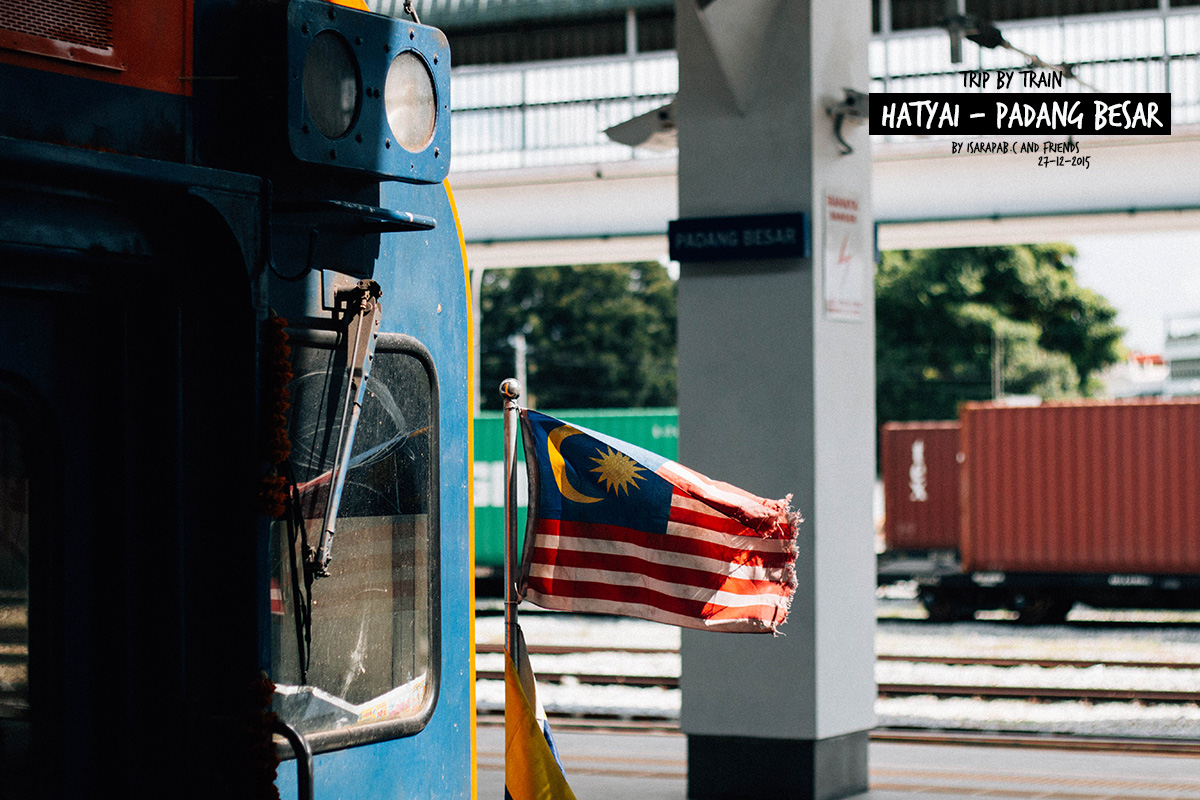 TRIP BY TRAIN
HATYAI - PADANG BESAR
BY ISARAPAB.C AND FRIENDS
27-12-2015
PADANG BESAR